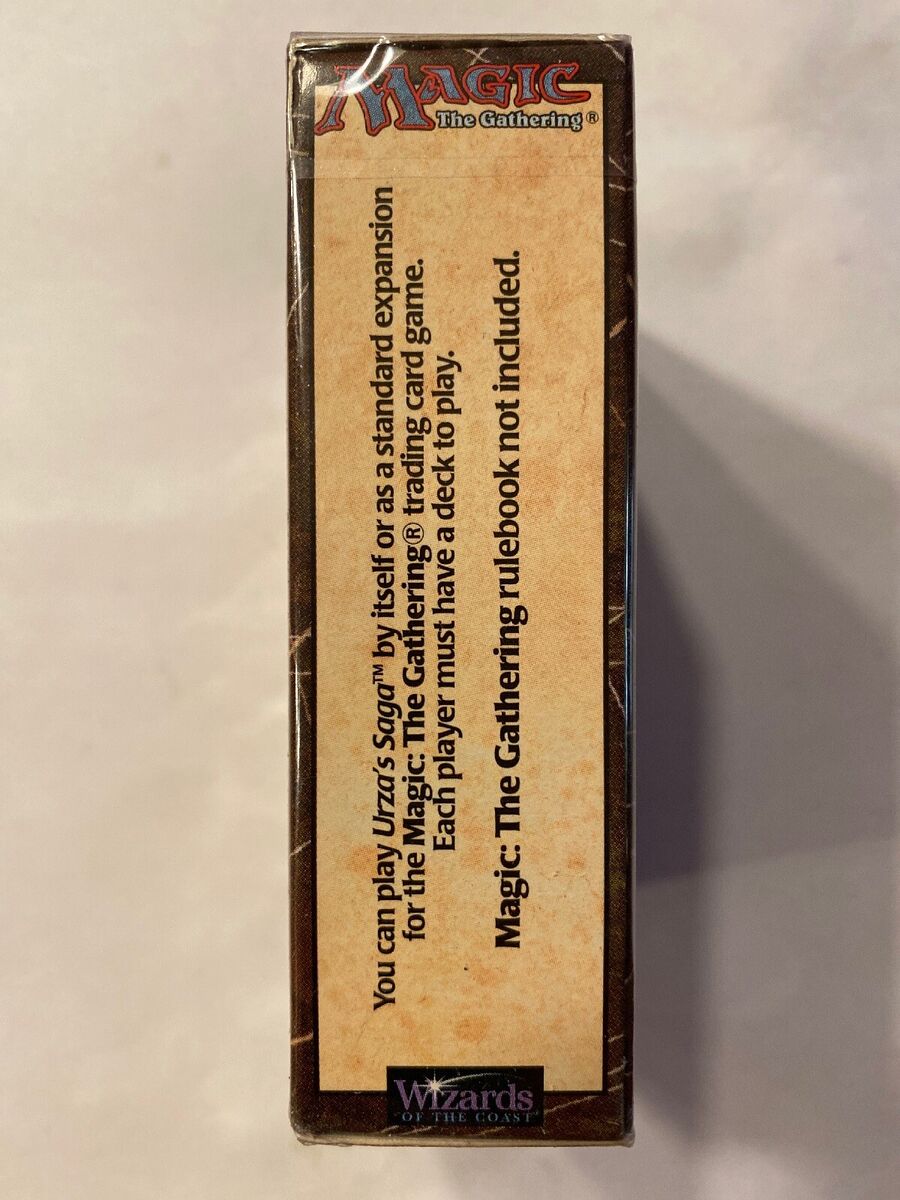 MAGIC
The Gathering®
You can play Urza's Saga™ by itself or as a standard expansion
for the Magic: The Gathering® trading card game.
Each player must have a deck to play.
Magic: The Gathering rulebook not included.
Wizards
OF THE COAST